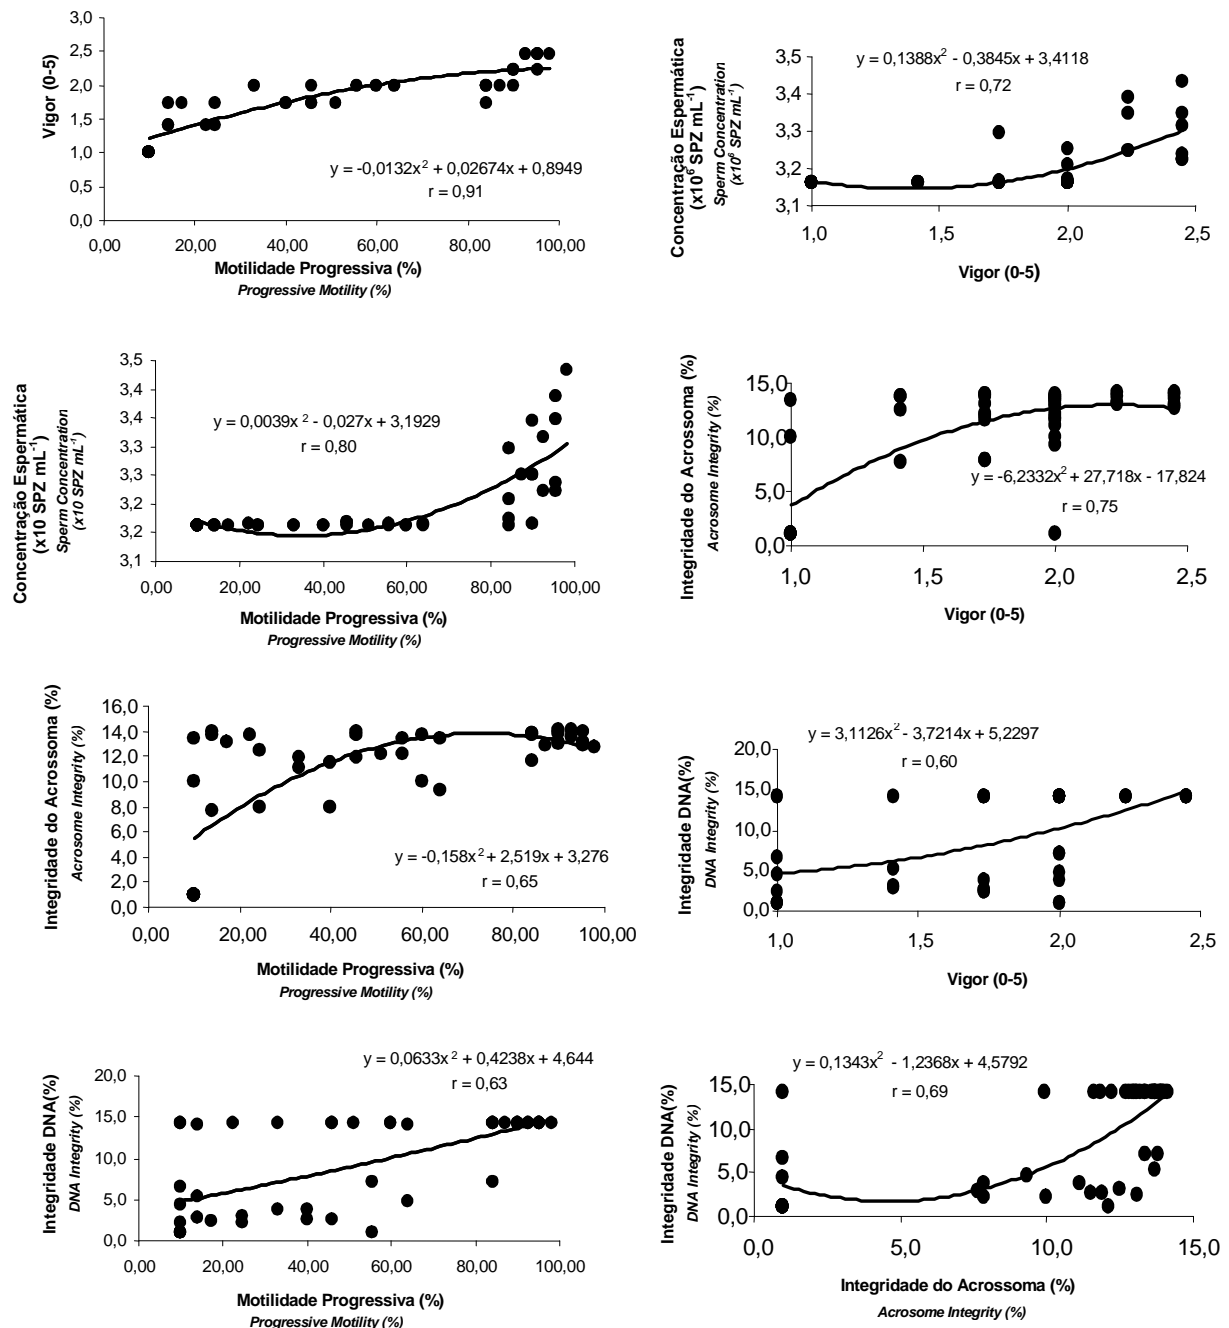 3,0
2,5
2,0
1,5
1,0
0,5
0,0
Vigor (0-5)
y = -0,0132x² + 0,02674x + 0,8949
r = 0,91
0,00 20,00 40,00 60,00 80,00 100,00
Motilidade Progressiva (%)
Progressive Motility (%)
Concentração Espermática
(x10⁶ SPZ mL⁻¹)
Sperm Concentration
(x10⁶ SPZ mL⁻¹)
y = 0,1388x² - 0,3845x + 3,4118
r = 0,72
3,5
3,4
3,3
3,2
3,1
1,0 1,5 2,0 2,5
Vigor (0-5)
Concentração Espermática
(x10 SPZ mL⁻¹)
Sperm Concentration
(x10 SPZ mL⁻¹)
3,5
3,4
3,4
3,3
3,3
3,2
3,2
3,1
y = 0,0039x² - 0,027x + 3,1929
r = 0,80
0,00 20,00 40,00 60,00 80,00 100,00
Motilidade Progressiva (%)
Progressive Motility (%)
Integridade do Acrossoma (%)
Acrosome Integrity (%)
15,0
10,0
5,0
0,0
y = -6,2332x² + 27,718x - 17,824
r = 0,75
1,0 1,5 2,0 2,5
Vigor (0-5)
Integridade do Acrossoma (%)
Acrosome Integrity (%)
16,0
14,0
12,0
10,0
8,0
6,0
4,0
2,0
0,0
y = -0,158x² + 2,519x + 3,276
r = 0,65
0,00 20,00 40,00 60,00 80,00 100,00
Motilidade Progressiva (%)
Progressive Motility (%)
Integridade DNA(%)
DNA Integrity (%)
y = 3,1126x² - 3,7214x + 5,2297
r = 0,60
20,0
15,0
10,0
5,0
0,0
1,0 1,5 2,0 2,5
Vigor (0-5)
Integridade DNA(%)
DNA Integrity (%)
y = 0,0633x² + 0,4238x + 4,644
r = 0,63
20,0
15,0
10,0
5,0
0,0
0,00 20,00 40,00 60,00 80,00 100,00
Motilidade Progressiva (%)
Progressive Motility (%)
Integridade DNA(%)
DNA Integrity (%)
y = 0,1343x² - 1,2368x + 4,5792
r = 0,69
15,0
10,0
5,0
0,0
0,0 5,0 10,0 15,0
Integridade do Acrossoma (%)
Acrosome Integrity (%)